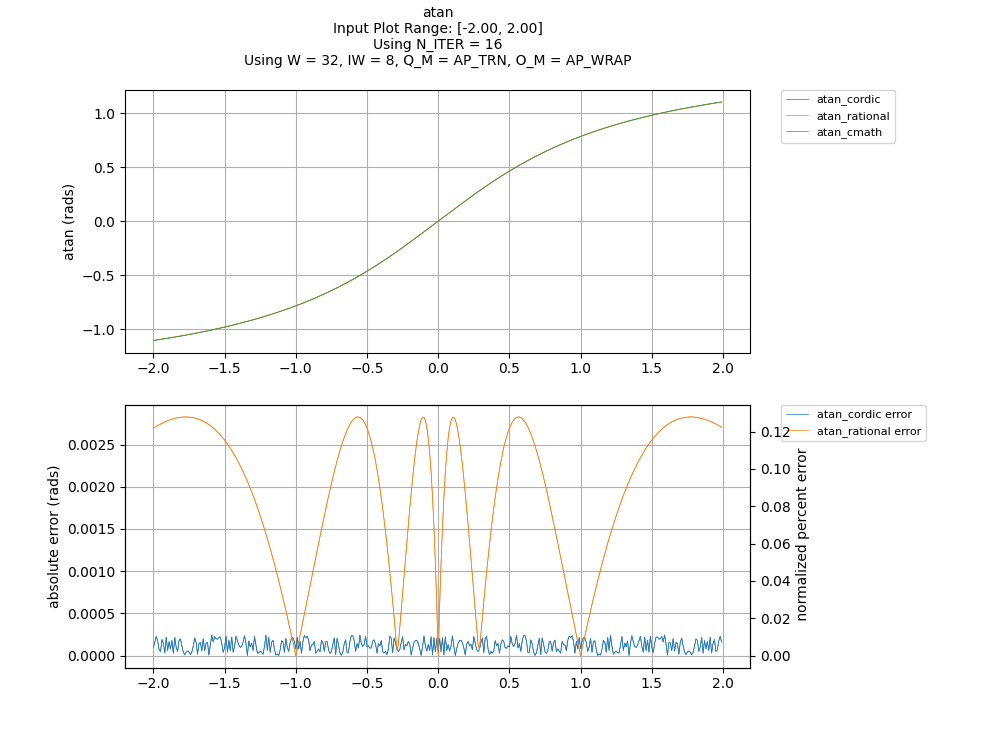 atan
Input Plot Range: [-2.00, 2.00]
Using N_ITER = 16
Using W = 32, IW = 8, Q_M = AP_TRN, O_M = AP_WRAP
atan_cordic
atan_rational
atan_cmath
atan (rads)
1.0
0.5
0.0
−0.5
−1.0
−2.0 −1.5 −1.0 −0.5 0.0 0.5 1.0 1.5 2.0
atan_cordic error
atan_rational error
absolute error (rads)
0.0025
0.0020
0.0015
0.0010
0.0005
0.0000
0.12
0.10
0.08
0.06
0.04
0.02
0.00
normalized percent error
−2.0 −1.5 −1.0 −0.5 0.0 0.5 1.0 1.5 2.0